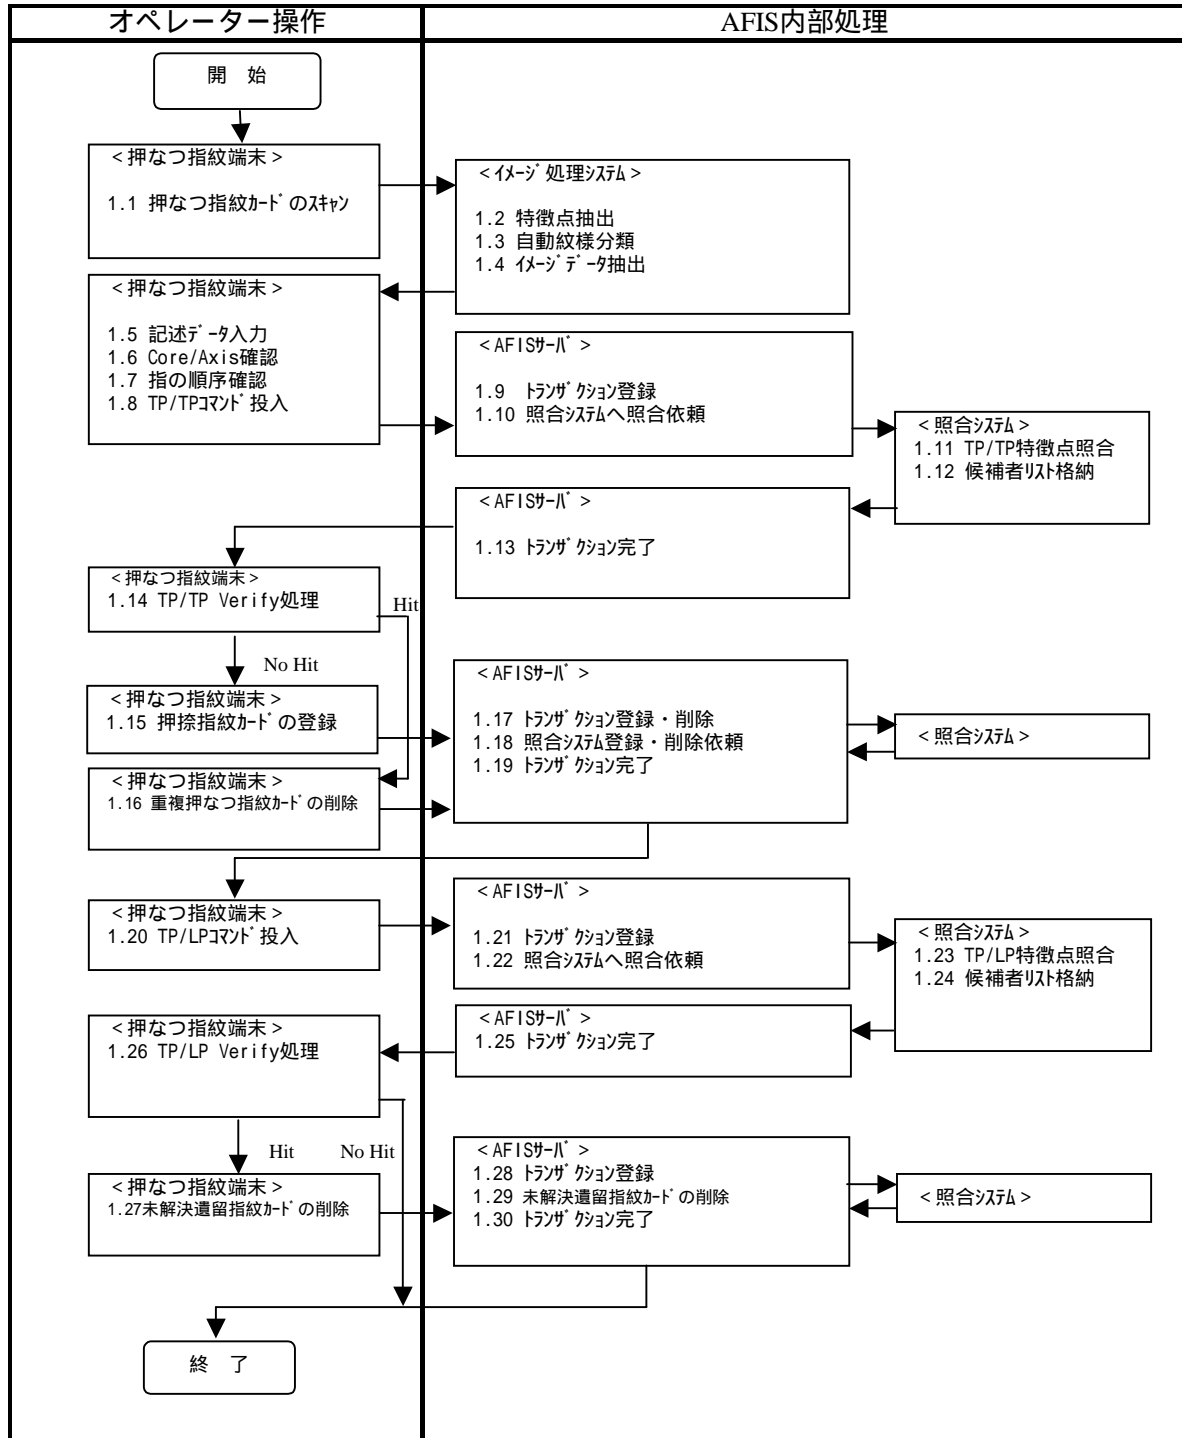 オペレーター操作
AFIS内部処理
開　始
<押なつ指紋端末>
1.1 押なつ指紋ｶｰﾄﾞのｽｷｬﾝ
<ｲﾒｰｼﾞ処理ｼｽﾃﾑ>
1.2 特徴点抽出
1.3 自動紋様分類
1.4 ｲﾒｰｼﾞﾃﾞｰﾀ抽出
<押なつ指紋端末>
1.5 記述ﾃﾞｰﾀ入力
1.6 Core/Axis確認
1.7 指の順序確認
1.8 TP/TPｺﾏﾝﾄﾞ投入
<AFISｻｰﾊﾞ>
1.9 ﾄﾗﾝｻﾞｸｼｮﾝ登録
1.10 照合ｼｽﾃﾑへ照合依頼
<照合ｼｽﾃﾑ>
1.11 TP/TP特徴点照合
1.12 候補者ﾘｽﾄ格納
<AFISｻｰﾊﾞ>
1.13 ﾄﾗﾝｻﾞｸｼｮﾝ完了
<押なつ指紋端末>
1.14 TP/TP Verify処理
Hit
No Hit
<押なつ指紋端末>
1.15 押捺指紋ｶｰﾄﾞの登録
<押なつ指紋端末>
1.16 重複押なつ指紋ｶｰﾄﾞの削除
<AFISｻｰﾊﾞ>
1.17 ﾄﾗﾝｻﾞｸｼｮﾝ登録・削除
1.18 照合ｼｽﾃﾑ登録・削除依頼
1.19 ﾄﾗﾝｻﾞｸｼｮﾝ完了
<照合ｼｽﾃﾑ>
<押なつ指紋端末>
1.20 TP/LPｺﾏﾝﾄﾞ投入
<AFISｻｰﾊﾞ>
1.21 ﾄﾗﾝｻﾞｸｼｮﾝ登録
1.22 照合ｼｽﾃﾑへ照合依頼
<照合ｼｽﾃﾑ>
1.23 TP/LP特徴点照合
1.24 候補者ﾘｽﾄ格納
<AFISｻｰﾊﾞ>
1.25 ﾄﾗﾝｻﾞｸｼｮﾝ完了
<押なつ指紋端末>
1.26 TP/LP Verify処理
Hit
No Hit
<押なつ指紋端末>
1.27未解決遺留指紋ｶｰﾄﾞの削除
<AFISｻｰﾊﾞ>
1.28 ﾄﾗﾝｻﾞｸｼｮﾝ登録
1.29 未解決遺留指紋ｶｰﾄﾞの削除
1.30 ﾄﾗﾝｻﾞｸｼｮﾝ完了
<照合ｼｽﾃﾑ>
終　了